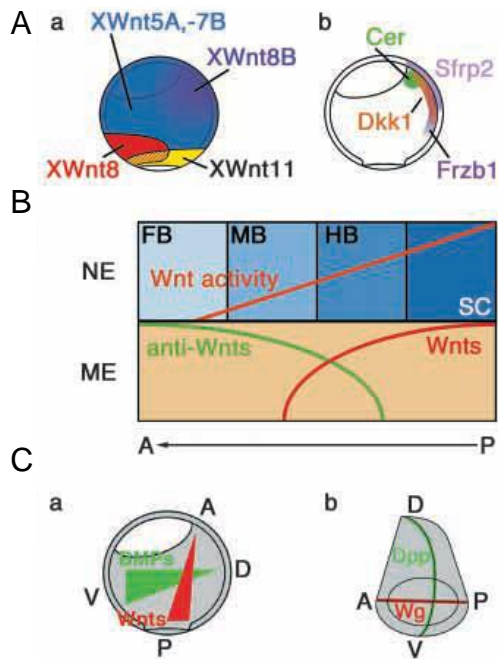 A
a
XWnt5A,-7B
XWnt8B
XWnt8
XWnt11
b
Cer
Sfrp2
Dkk1
Frzb1
B
NE
FB
MB
HB
Wnt activity
SC
ME
anti-Wnts
Wnts
A
P
C
a
A
BMPs
D
V
Wnts
P
b
D
Dpp
A
P
Wg
V